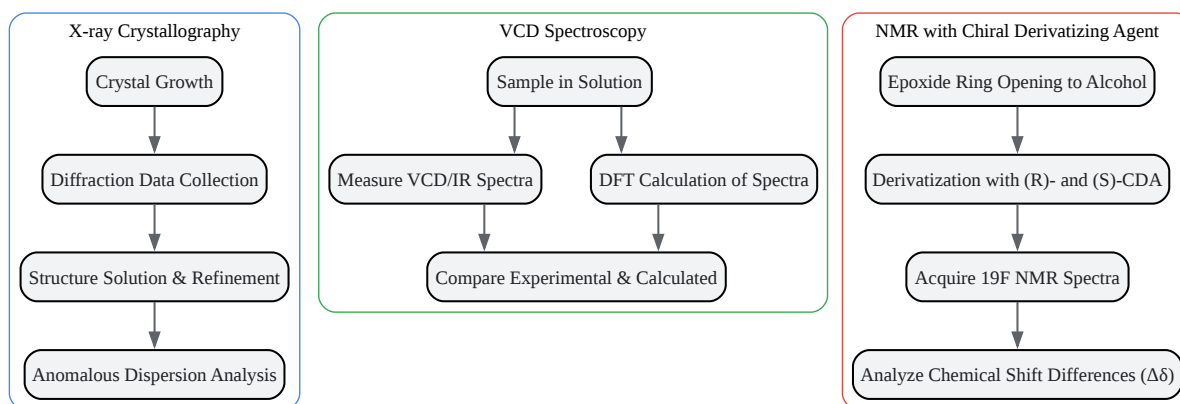 X-ray Crystallography
Crystal Growth
Diffraction Data Collection
Structure Solution & Refinement
Anomalous Dispersion Analysis
VCD Spectroscopy
Sample in Solution
Measure VCD/IR Spectra
DFT Calculation of Spectra
Compare Experimental & Calculated
NMR with Chiral Derivatizing Agent
Epoxide Ring Opening to Alcohol
Derivatization with (R)- and (S)-CDA
Acquire 19F NMR Spectra
Analyze Chemical Shift Differences (Δδ)